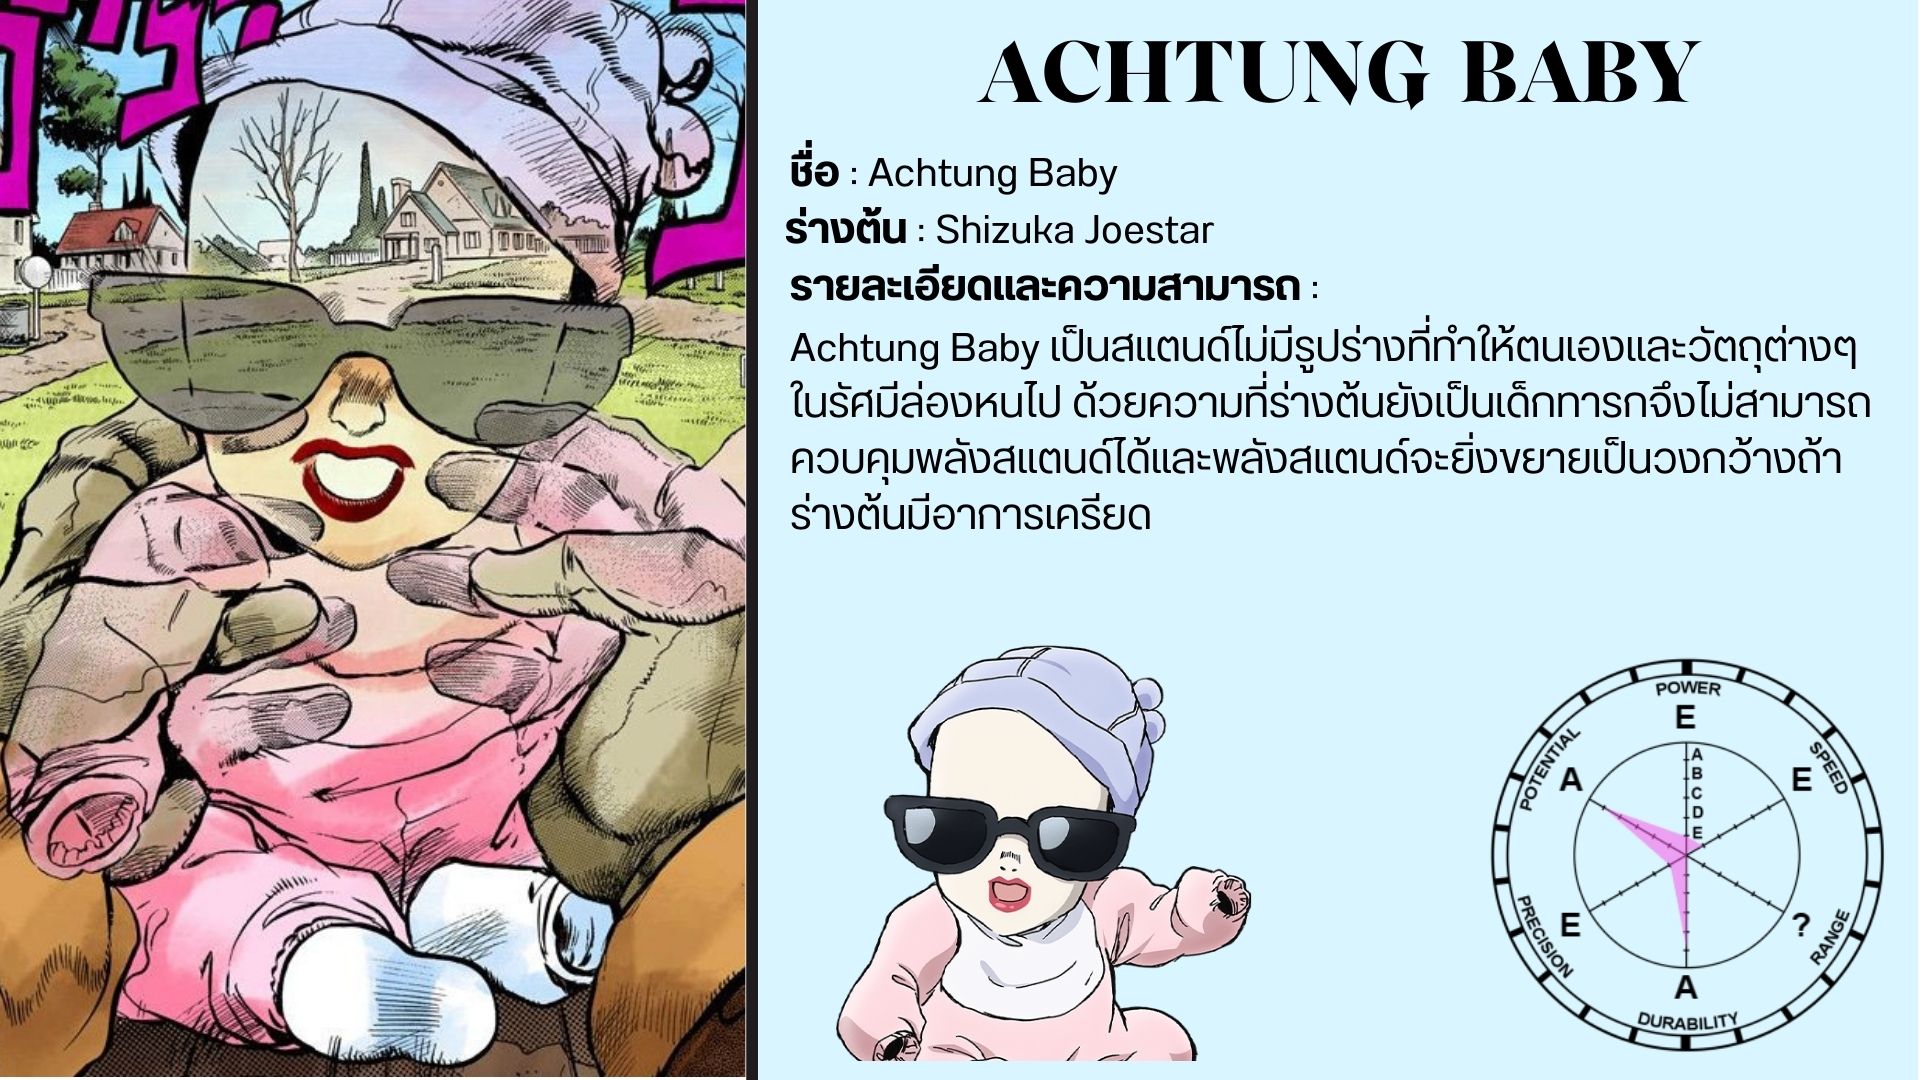 ACHTUNG BABY
ชื่อ : Achtung Baby
ร่างต้น : Shizuka Joestar
รายละเอียดและความสามารถ :
Achtung Baby เป็นสแตนด์ไม่มีรูปร่างที่ทำให้ตนเองและวัตถุต่างๆ
ในรัศมีล่องหนไป ด้วยความที่ร่างต้นยังเป็นเด็กทารกจึงไม่สามารถ
ควบคุมพลังสแตนด์ได้และพลังสแตนด์จะยิ่งขยายเป็นวงกว้างถ้า
ร่างต้นมีอาการเครียด
POWER
E
SPEED
E
RANGE
?
DURABILITY
A
PRECISION
E
POTENTIAL
A
A
B
C
D
E